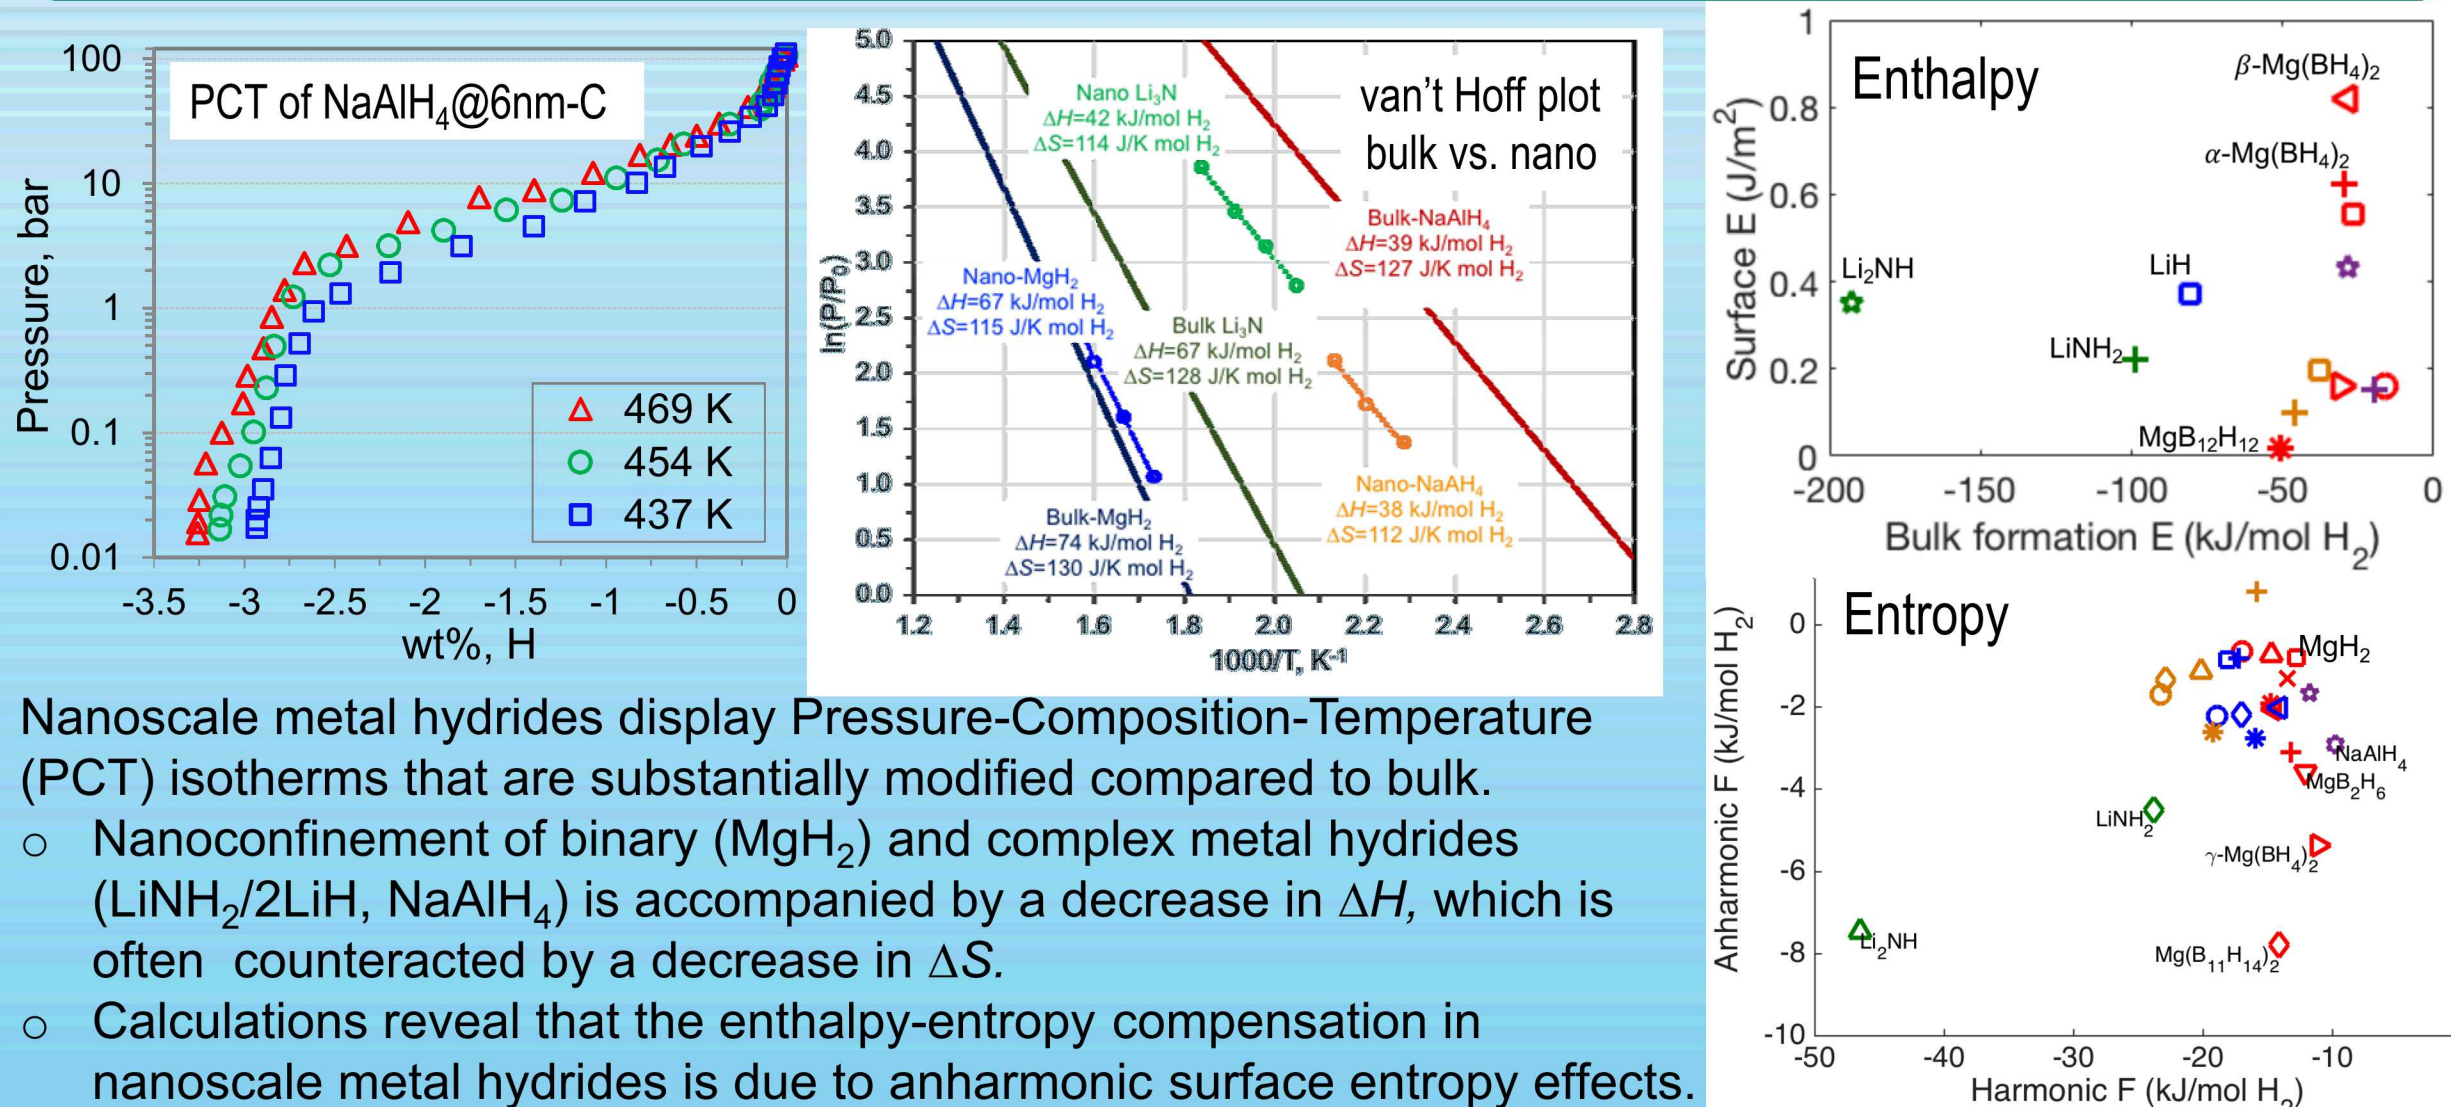 PCT of NaAlH₄@6nm-C
Pressure, bar
100
10
1
0.1
0.01
469 K
454 K
437 K
-3.5 -3 -2.5 -2 -1.5 -1 -0.5 0
wt%, H
van't Hoff plot
bulk vs. nano
ln(P/P₀)
5.0
4.5
4.0
3.5
3.0
2.5
2.0
1.5
1.0
0.5
0.0
Nano Li₃N
ΔH=42 kJ/mol H₂
ΔS=114 J/K mol H₂
Bulk-NaAlH₄
ΔH=39 kJ/mol H₂
ΔS=127 J/K mol H₂
Nano-MgH₂
ΔH=67 kJ/mol H₂
ΔS=115 J/K mol H₂
Bulk Li₃N
ΔH=67 kJ/mol H₂
ΔS=128 J/K mol H₂
Nano-NaAH₄
ΔH=38 kJ/mol H₂
ΔS=112 J/K mol H₂
Bulk-MgH₂
ΔH=74 kJ/mol H₂
ΔS=130 J/K mol H₂
1.2 1.4 1.6 1.8 2.0 2.2 2.4 2.6 2.8
1000/T, K⁻¹
Enthalpy
Surface E (J/m²)
1
0.8
0.6
0.4
0.2
0
β-Mg(BH₄)₂
α-Mg(BH₄)₂
Li₂NH
LiH
LiNH₂
MgB₁₂H₁₂
-200 -150 -100 -50 0
Bulk formation E (kJ/mol H₂)
Entropy
Anharmonic F (kJ/mol H₂)
0
-2
-4
-6
-8
-10
MgH₂
NaAlH₄
MgB₂H₆
LiNH₂
γ-Mg(BH₄)₂
Li₂NH
Mg(B₁₁H₁₄)₂
-50 -40 -30 -20 -10
Harmonic F (kJ/mol H₂)
Nanoscale metal hydrides display Pressure-Composition-Temperature
(PCT) isotherms that are substantially modified compared to bulk.
o Nanoconfinement of binary (MgH₂) and complex metal hydrides
(LiNH₂/2LiH, NaAlH₄) is accompanied by a decrease in ΔH, which is
often counteracted by a decrease in ΔS.
o Calculations reveal that the enthalpy-entropy compensation in
nanoscale metal hydrides is due to anharmonic surface entropy effects.